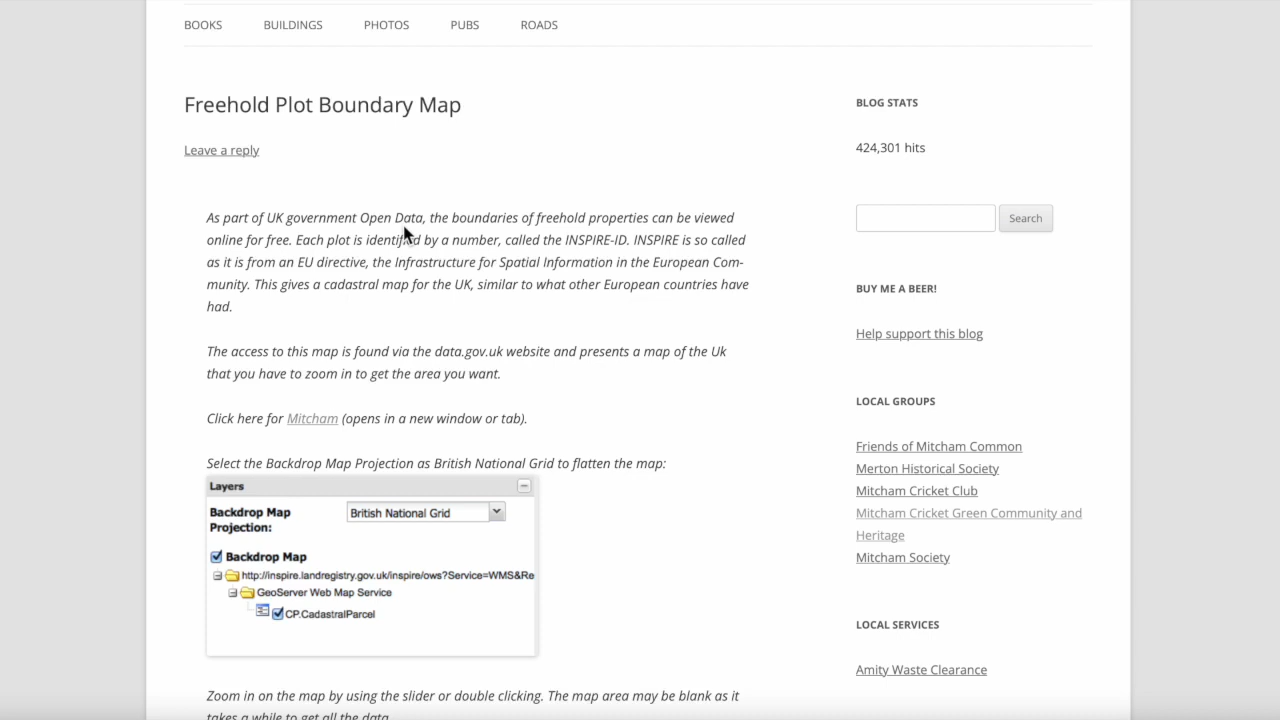 BOOKS BUILDINGS PHOTOS PUBS ROADS
Freehold Plot Boundary Map
Leave a reply
As part of UK government Open Data, the boundaries of freehold properties can be viewed
online for free. Each plot is identified by a number, called the INSPIRE-ID. INSPIRE is so called
as it is from an EU directive, the Infrastructure for Spatial Information in the European Com-
munity. This gives a cadastral map for the UK, similar to what other European countries have
had.
The access to this map is found via the data.gov.uk website and presents a map of the Uk
that you have to zoom in to get the area you want.
Click here for Mitcham (opens in a new window or tab).
Select the Backdrop Map Projection as British National Grid to flatten the map:
Layers
Backdrop Map
Projection:
British National Grid
Backdrop Map
http://inspire.landregistry.gov.uk/inspire/ows?Service=WMS&Re
GeoServer Web Map Service
CP.CadastralParcel
Zoom in on the map by using the slider or double clicking. The map area may be blank as it
takes a while to get all the data
BLOG STATS
424,301 hits
Search
BUY ME A BEER!
Help support this blog
LOCAL GROUPS
Friends of Mitcham Common
Merton Historical Society
Mitcham Cricket Club
Mitcham Cricket Green Community and
Heritage
Mitcham Society
LOCAL SERVICES
Amity Waste Clearance